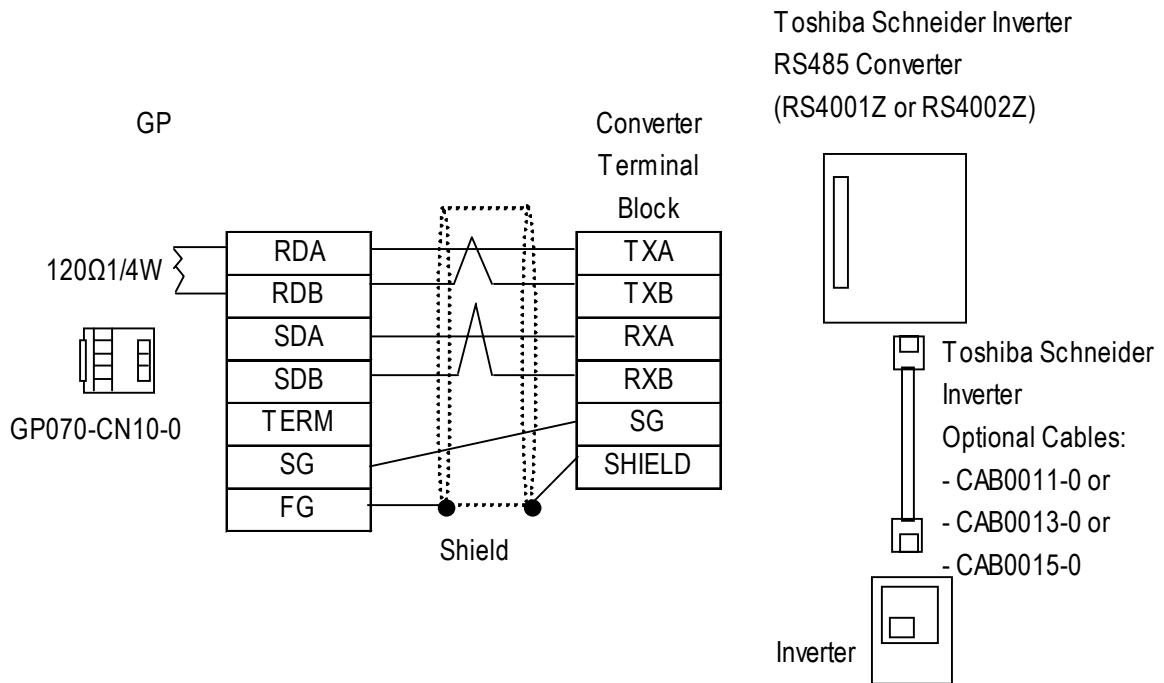 Toshiba Schneider Inverter
RS485 Converter
(RS4001Z or RS4002Z)
GP
Converter
Terminal
Block
120Ω1/4W
RDA
RDB
SDA
SDB
TERM
SG
FG
TXA
TXB
RXA
RXB
SG
SHIELD
GP070-CN10-0
Shield
Toshiba Schneider
Inverter
Optional Cables:
- CAB0011-0 or
- CAB0013-0 or
- CAB0015-0
Inverter